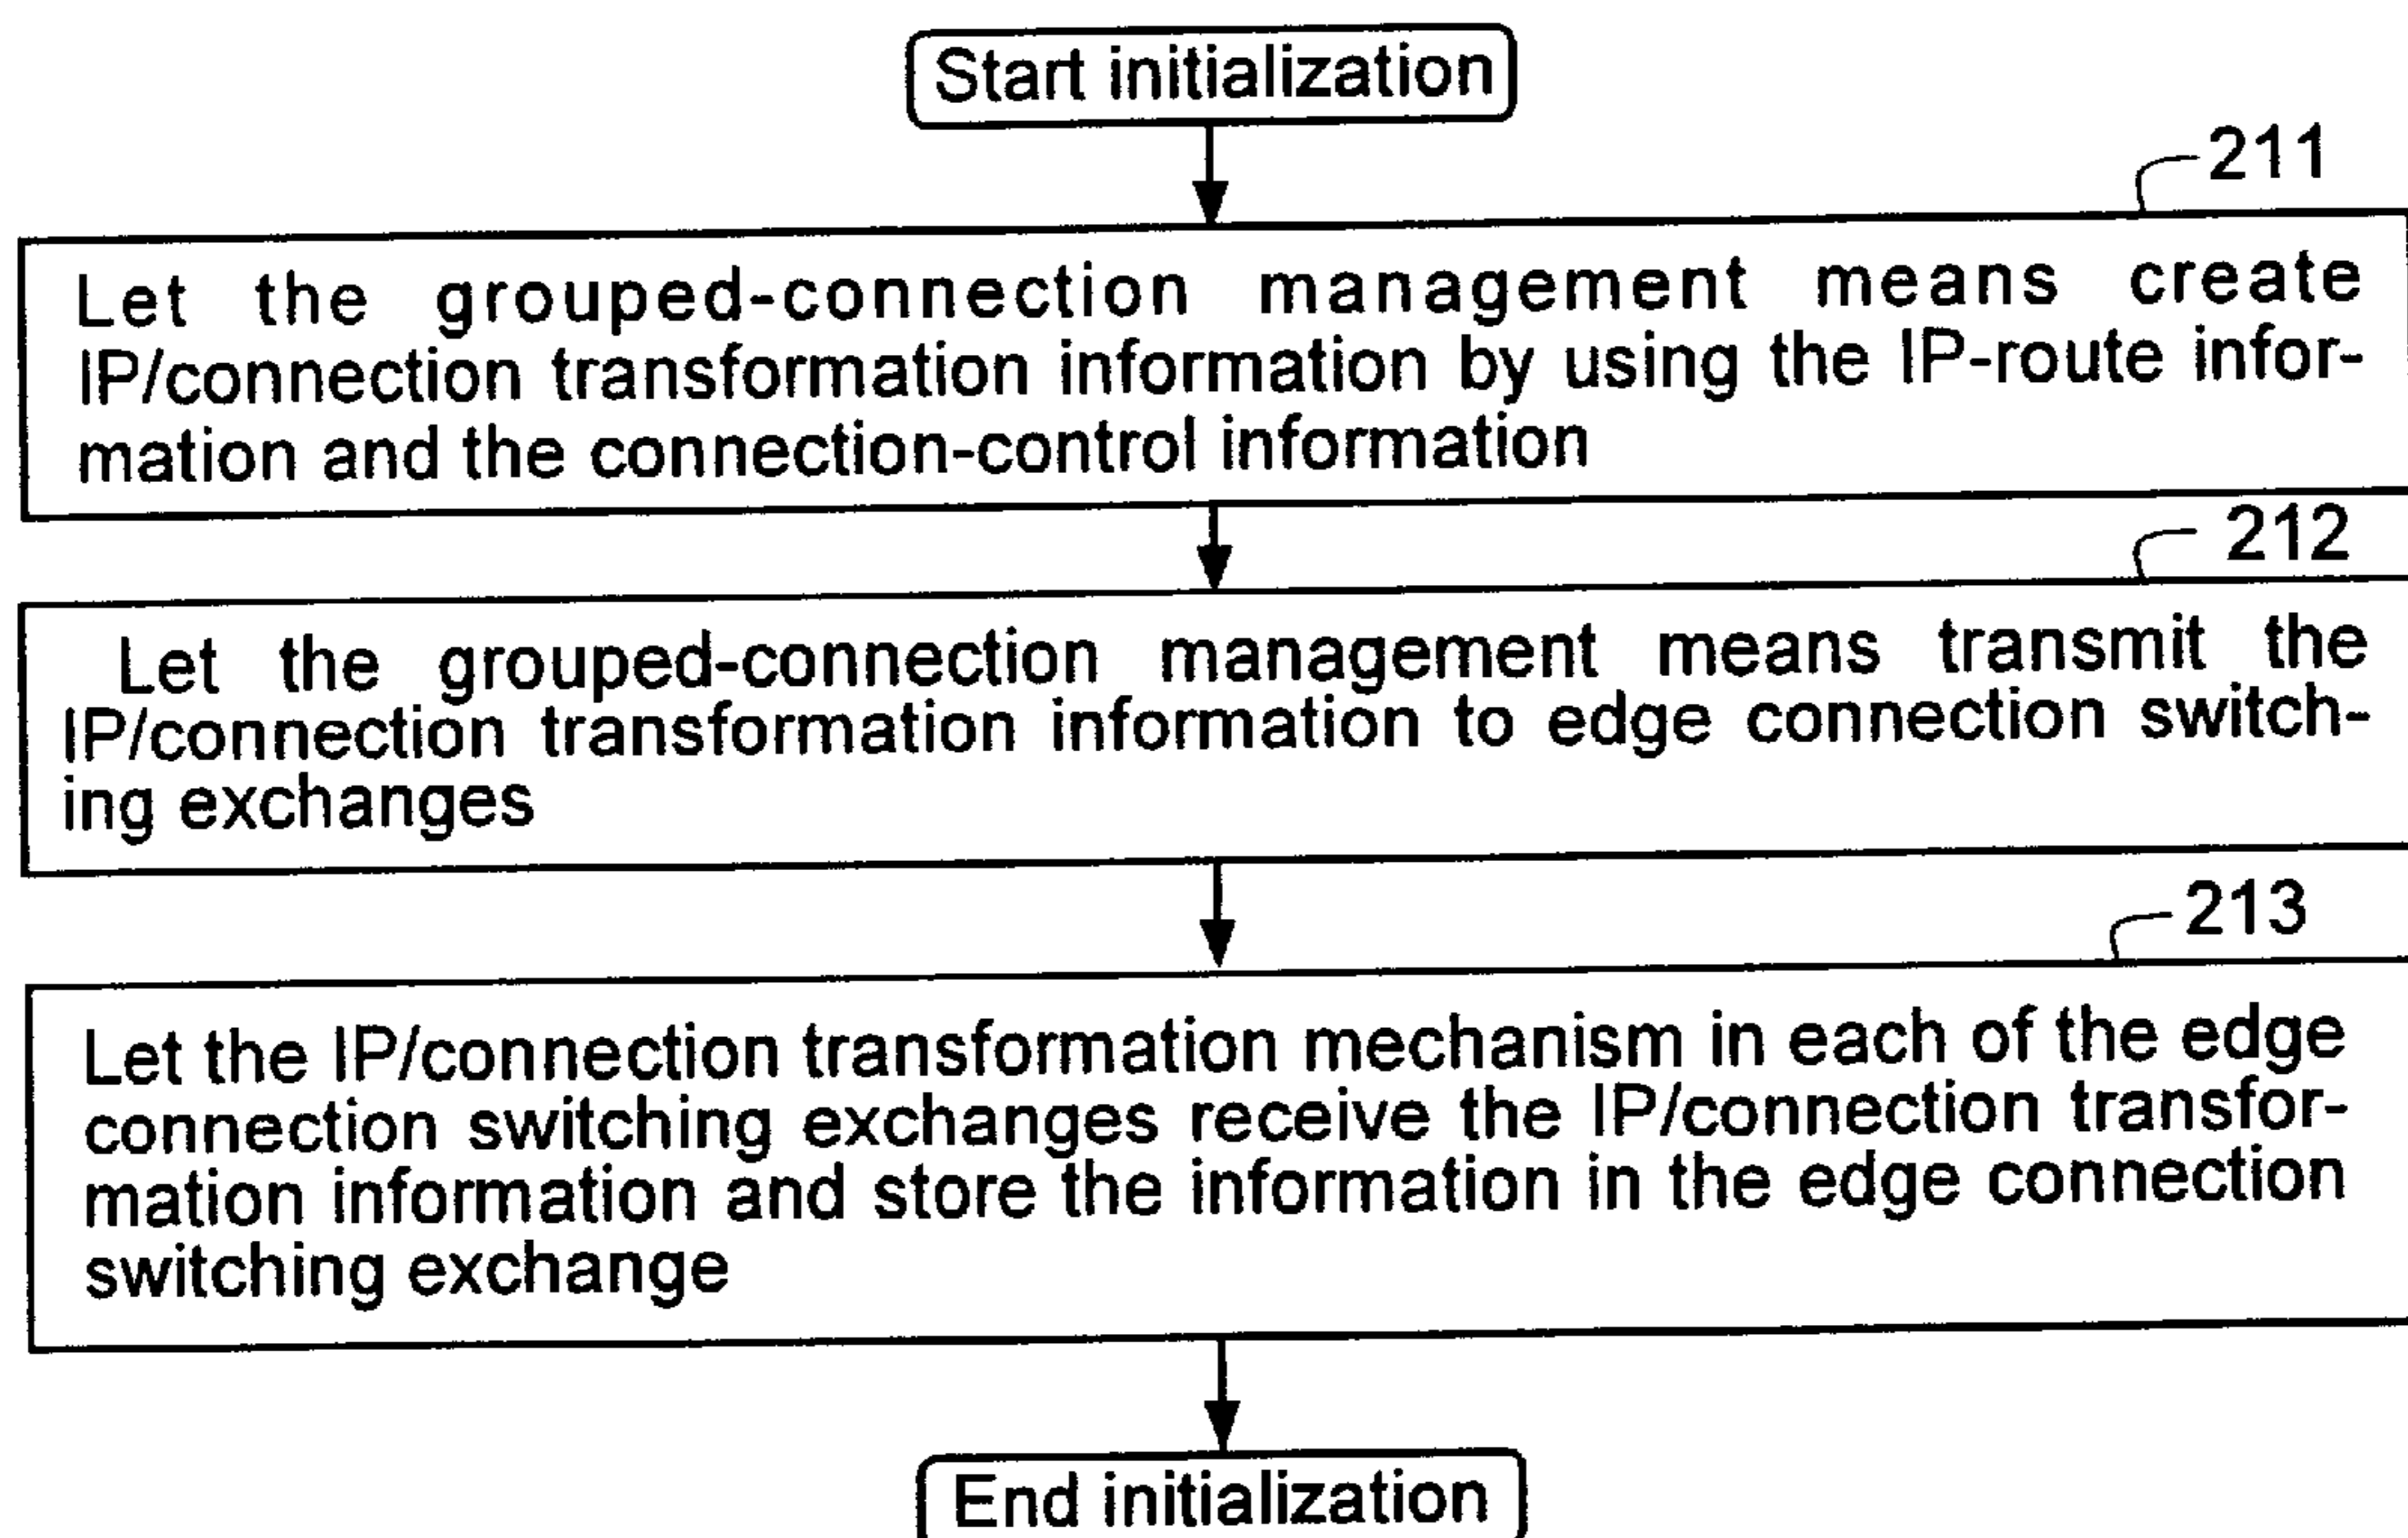 Start initialization
211
Let the grouped-connection management means create
IP/connection transformation information by using the IP-route infor-
mation and the connection-control information
212
Let the grouped-connection management means transmit the
IP/connection transformation information to edge connection switch-
ing exchanges
213
Let the IP/connection transformation mechanism in each of the edge
connection switching exchanges receive the IP/connection transfor-
mation information and store the information in the edge connection
switching exchange
End initialization